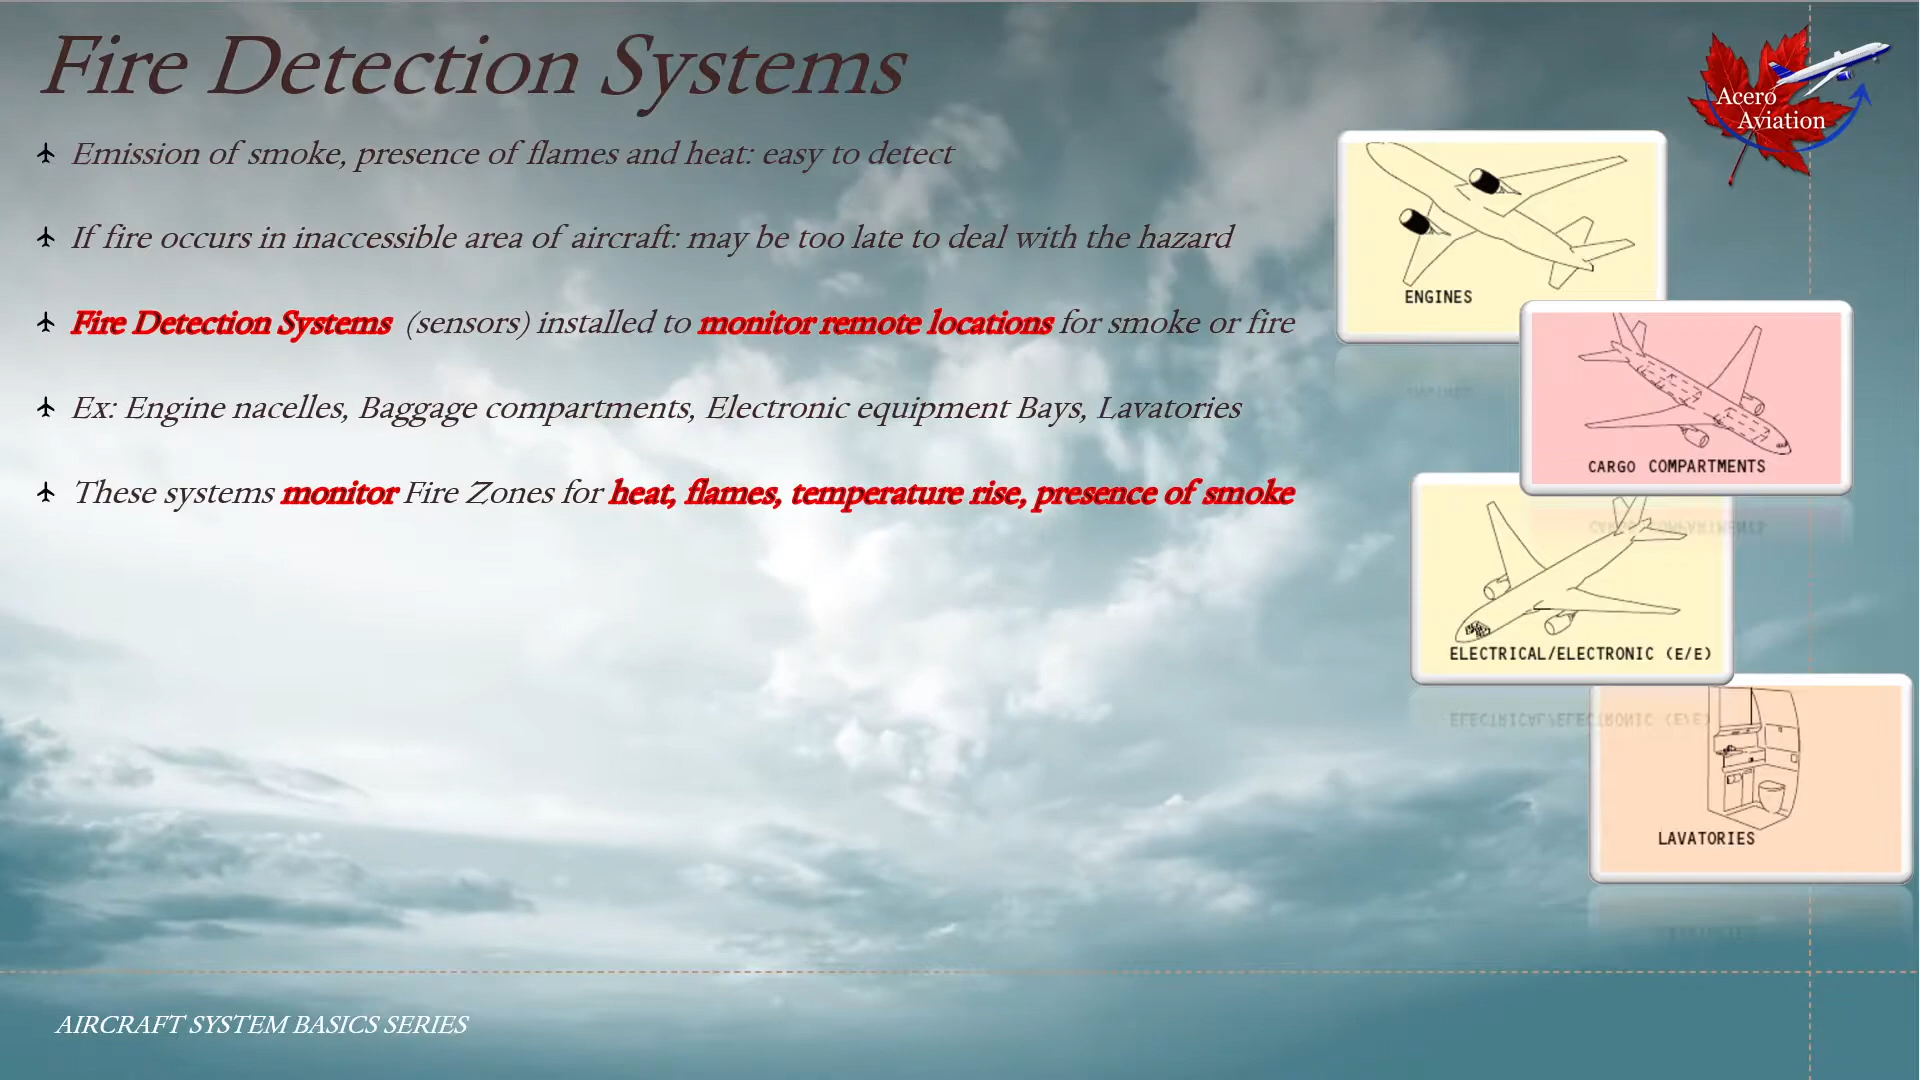 Fire Detection Systems
Acero
Aviation
Emission of smoke, presence of flames and heat: easy to detect
If fire occurs in inaccessible area of aircraft: may be too late to deal with the hazard
Fire Detection Systems (sensors) installed to monitor remote locations for smoke or fire
Ex: Engine nacelles, Baggage compartments, Electronic equipment Bays, Lavatories
These systems monitor Fire Zones for heat, flames, temperature rise, presence of smoke
ENGINES
CARGO COMPARTMENTS
ELECTRICAL/ELECTRONIC (E/E)
LAVATORIES
AIRCRAFT SYSTEM BASICS SERIES